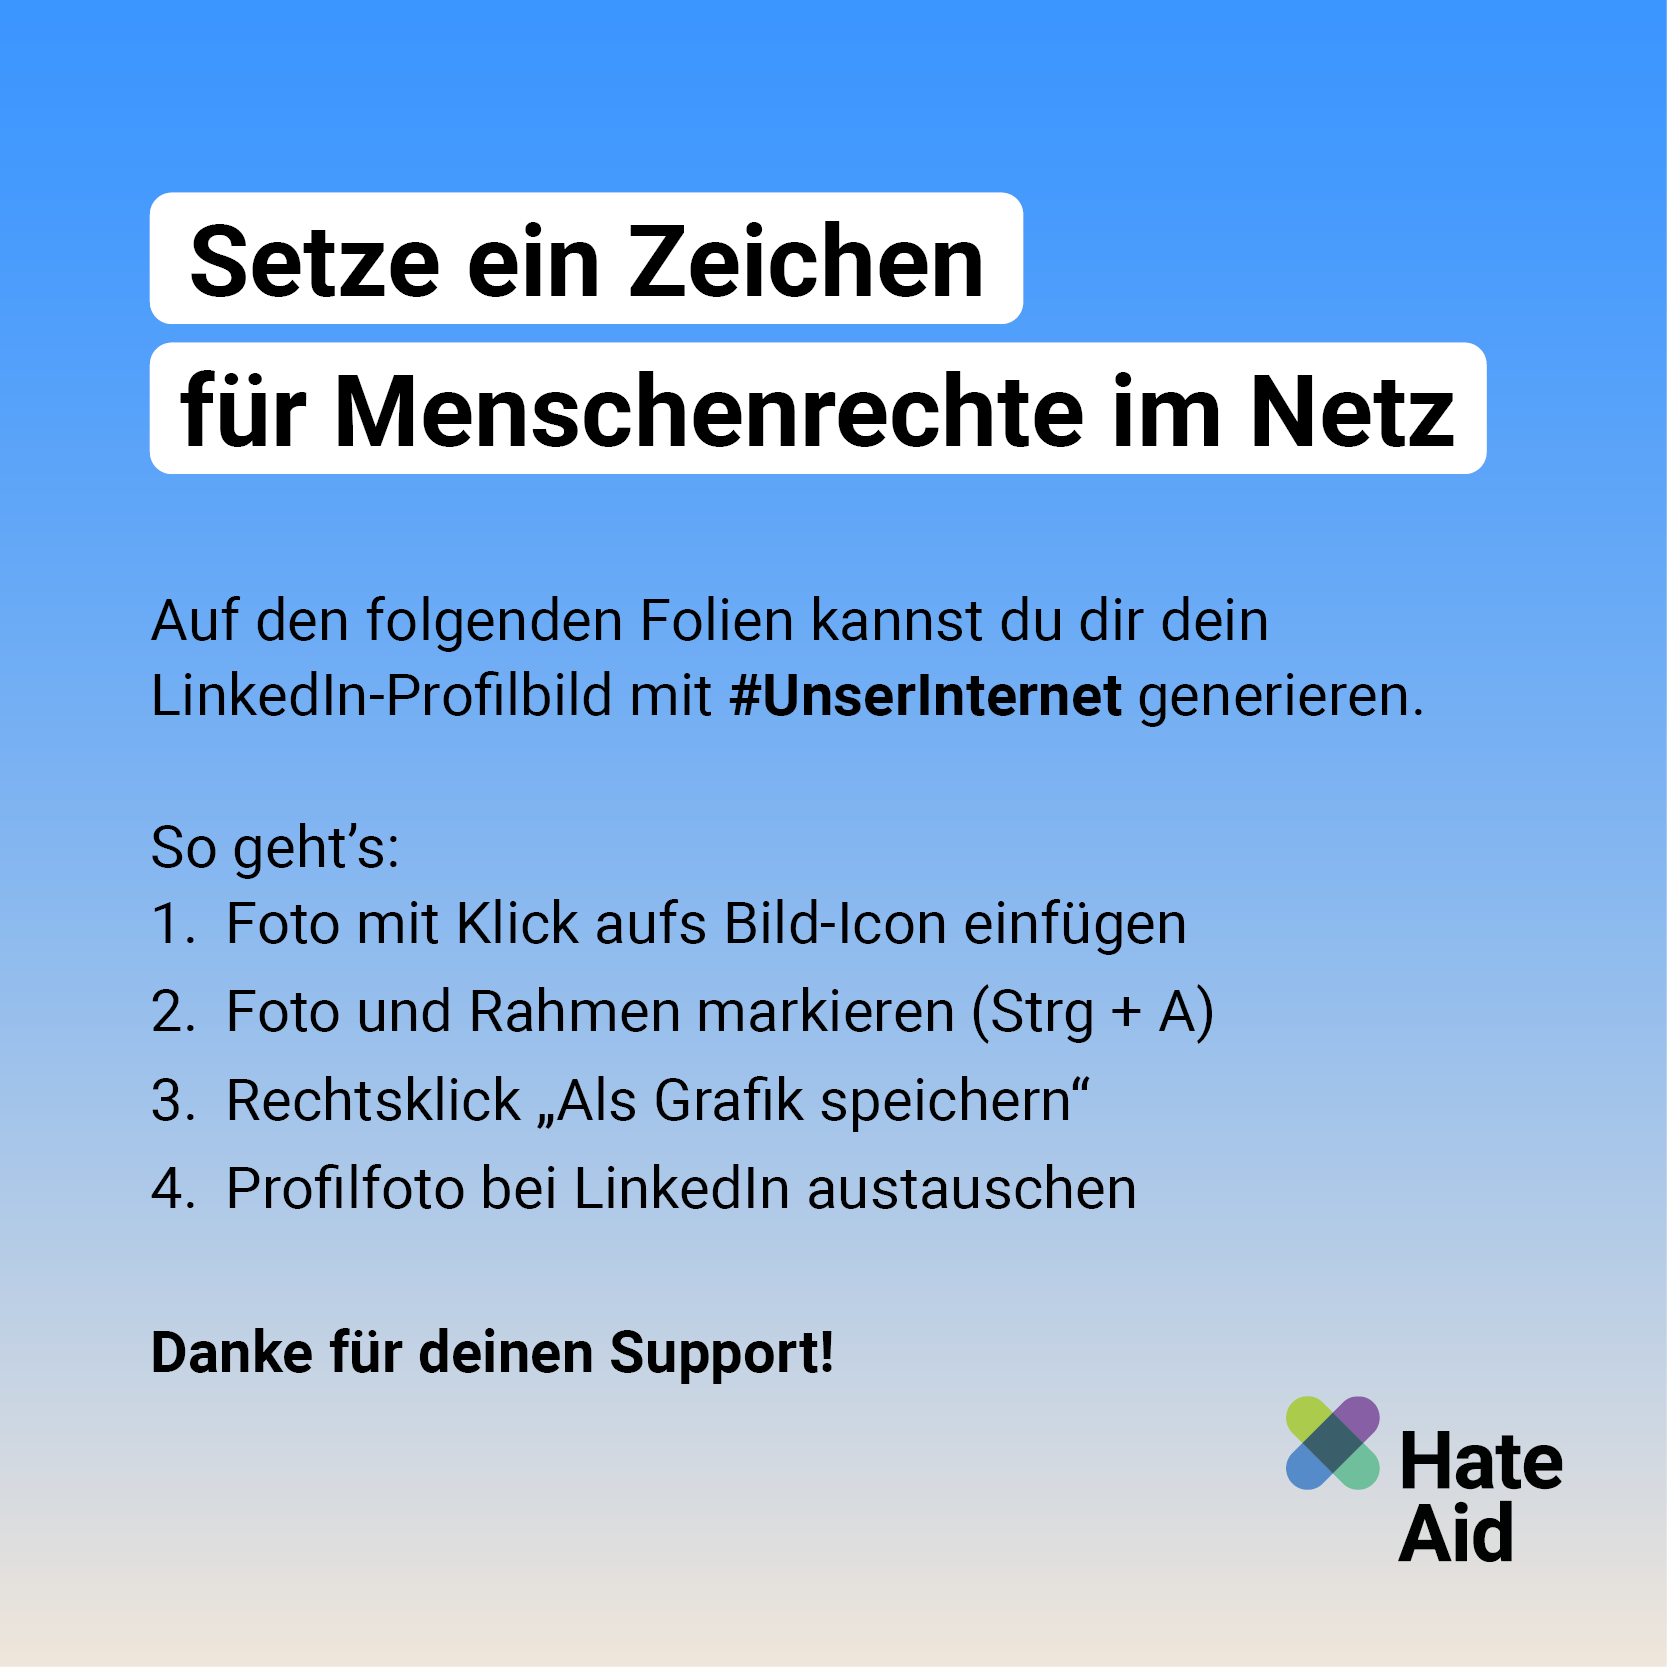 Setze ein Zeichen
für Menschenrechte im Netz
Auf den folgenden Folien kannst du dir dein
LinkedIn-Profilbild mit #UnserInternet generieren.
So geht’s:
1. Foto mit Klick aufs Bild-Icon einfügen
2. Foto und Rahmen markieren (Strg + A)
3. Rechtsklick „Als Grafik speichern“
4. Profilfoto bei LinkedIn austauschen
Danke für deinen Support!
Hate
Aid